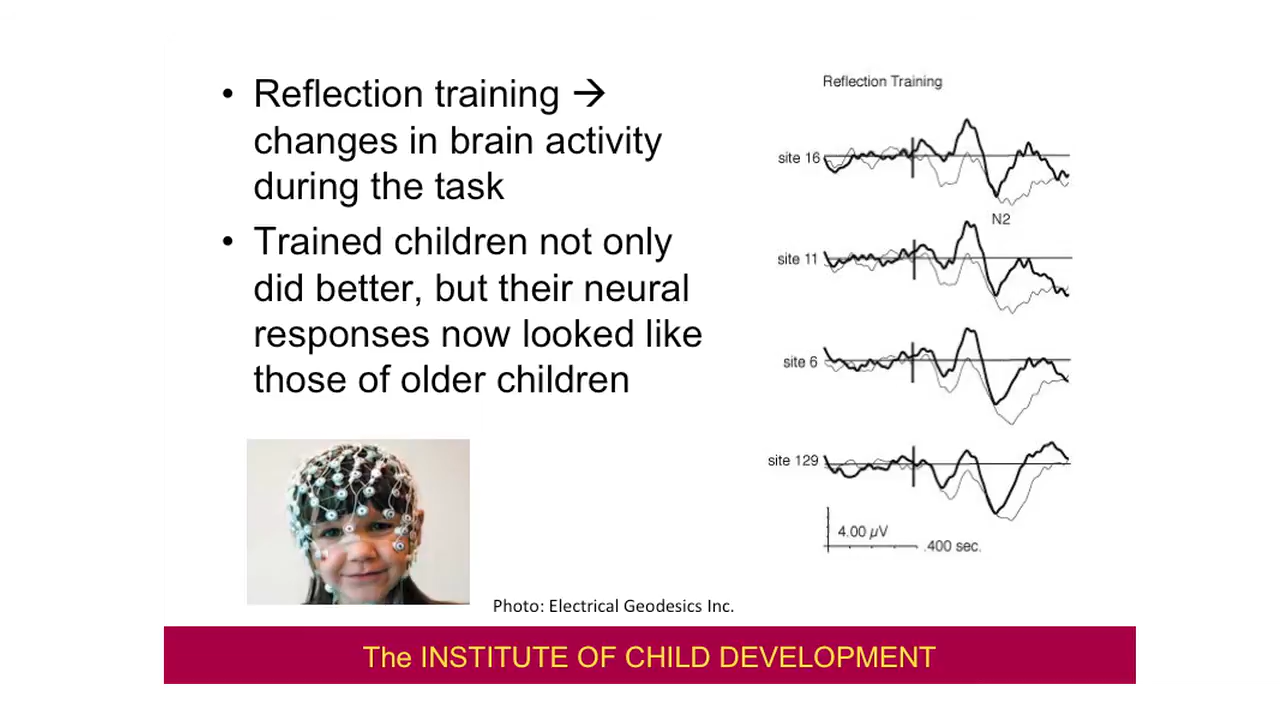 • Reflection training →
changes in brain activity
during the task
• Trained children not only
did better, but their neural
responses now looked like
those of older children
Reflection Training
site 16
N2
site 11
site 6
site 129
4.00 µV
.400 sec.
Photo: Electrical Geodesics Inc.
The INSTITUTE OF CHILD DEVELOPMENT